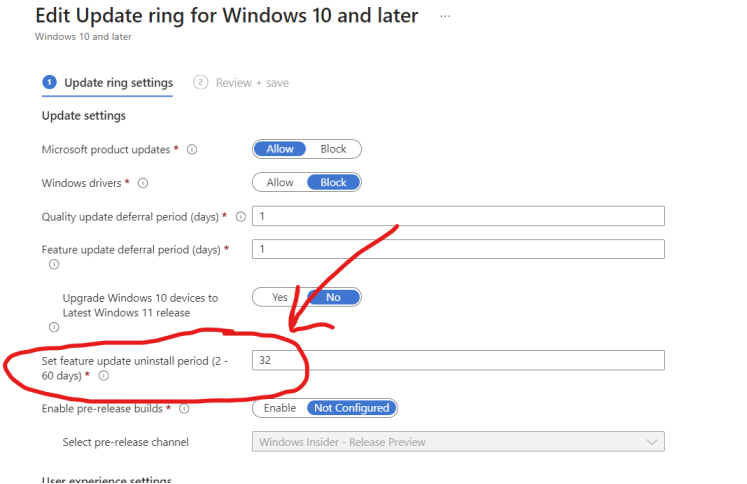 Edit Update ring for Windows 10 and later ...
Windows 10 and later
1 Update ring settings 2 Review + save
Update settings
Microsoft product updates * Allow Block
Windows drivers * Allow Block
Quality update deferral period (days) * 1
Feature update deferral period (days) * 1
Upgrade Windows 10 devices to
Latest Windows 11 release
Yes No
Set feature update uninstall period (2 -
60 days) *
32
Enable pre-release builds * Enable Not Configured
Select pre-release channel Windows Insider - Release Preview
User experience settings